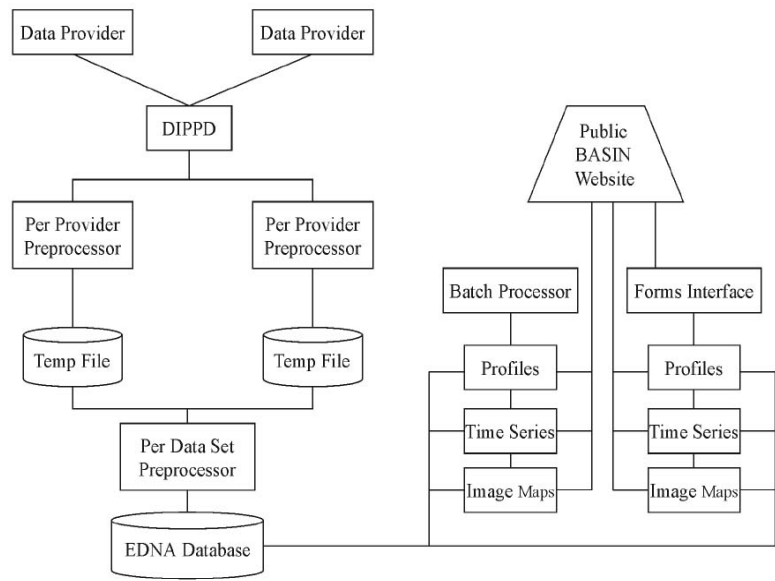 Data Provider
Data Provider
DIPPD
Public
BASIN
Website
Per Provider
Preprocessor
Per Provider
Preprocessor
Batch Processor
Forms Interface
Temp File
Temp File
Profiles
Profiles
Per Data Set
Preprocessor
Time Series
Time Series
Image Maps
Image Maps
EDNA Database